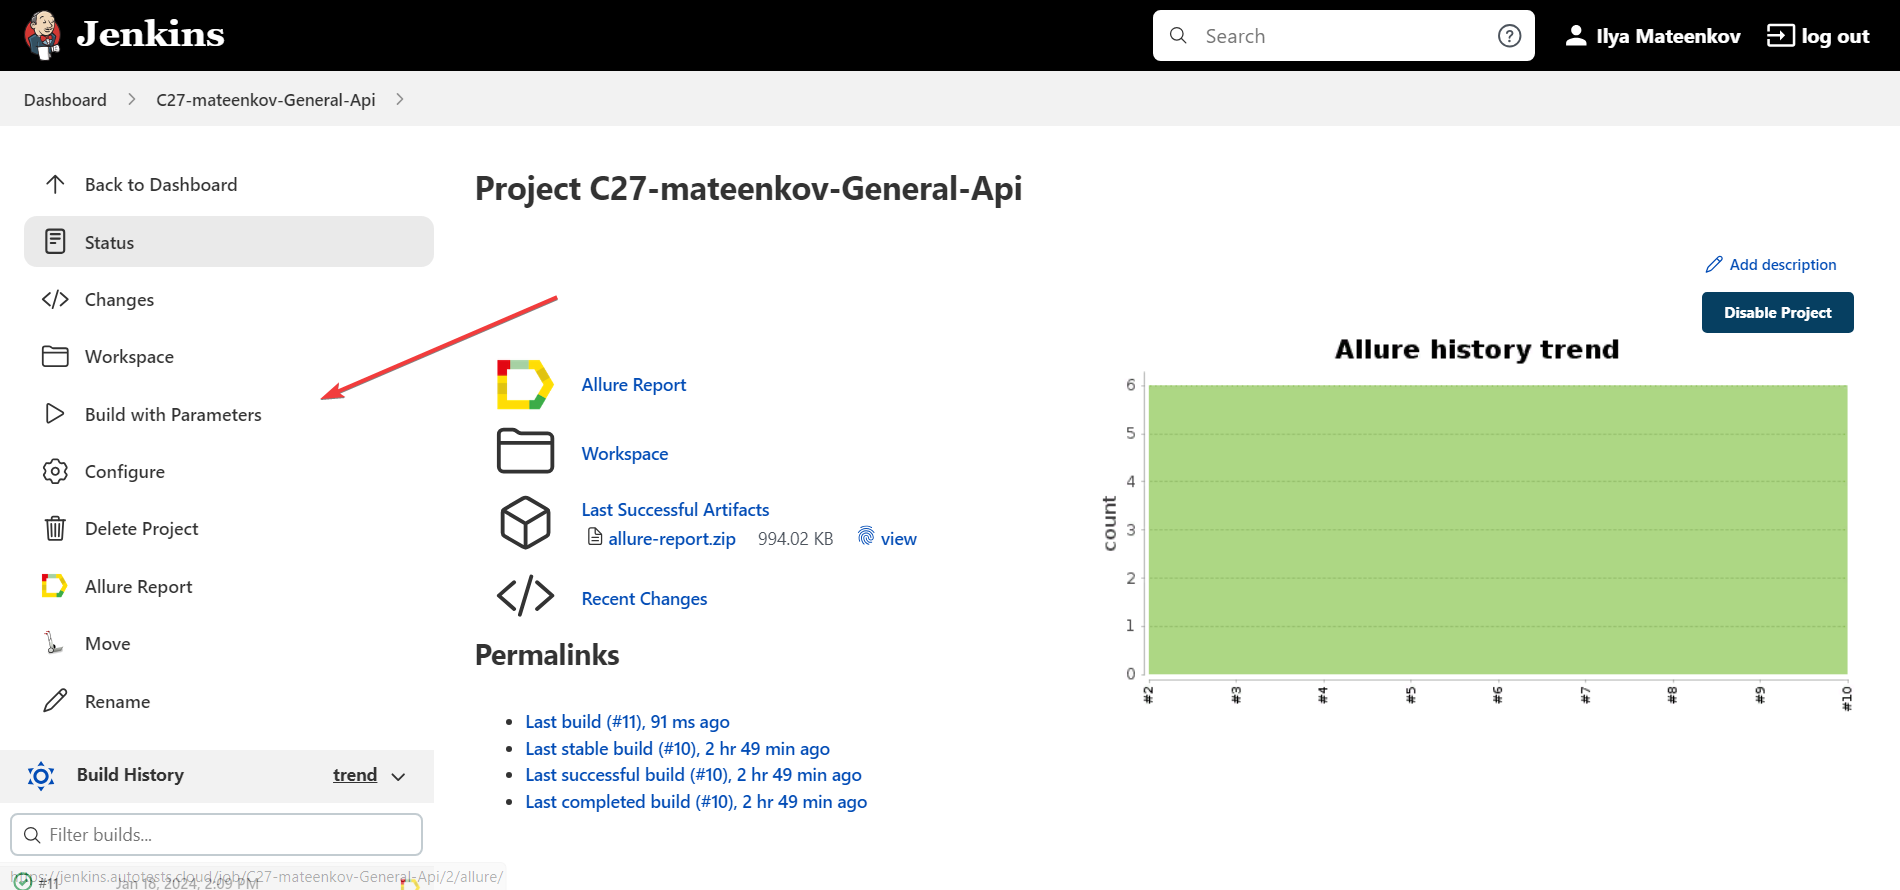 Jenkins
Search
Ilya Mateenkov
log out
Dashboard
C27-mateenkov-General-Api
Back to Dashboard
Status
Changes
Workspace
Build with Parameters
Configure
Delete Project
Allure Report
Move
Rename
Build History
trend
Filter builds...
#11
Jan 18, 2024, 2:09 PM
https://jenkins.autotests.cloud/job/C27-mateenkov-General-Api/2/allure/
Project C27-mateenkov-General-Api
Add description
Disable Project
Allure Report
Workspace
Last Successful Artifacts
allure-report.zip 994.02 KB view
Recent Changes
Permalinks
Last build (#11), 91 ms ago
Last stable build (#10), 2 hr 49 min ago
Last successful build (#10), 2 hr 49 min ago
Last completed build (#10), 2 hr 49 min ago
Allure history trend
count
6
5
4
3
2
1
0
#2 #3 #4 #5 #6 #7 #8 #9 #10